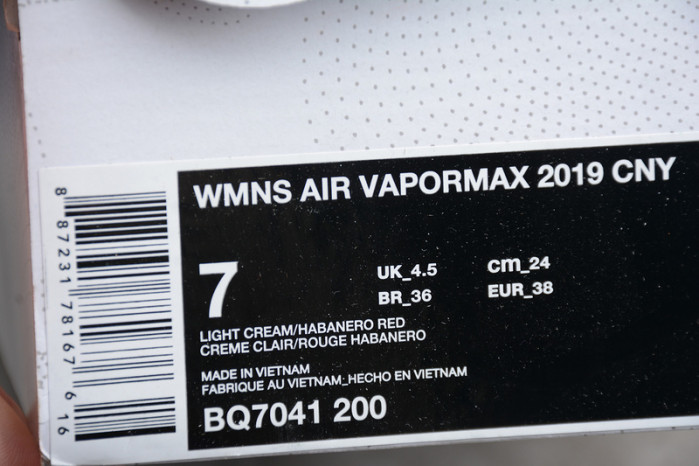 WMNS AIR VAPORMAX 2019 CNY
7
UK_4.5 cm_24
BR_36 EUR_38
LIGHT CREAM/HABANERO RED
CREME CLAIR/ROUGE HABANERO
MADE IN VIETNAM
FABRIQUE AU VIETNAM_HECHO EN VIETNAM
BQ7041 200
8 87231 78167 6 16